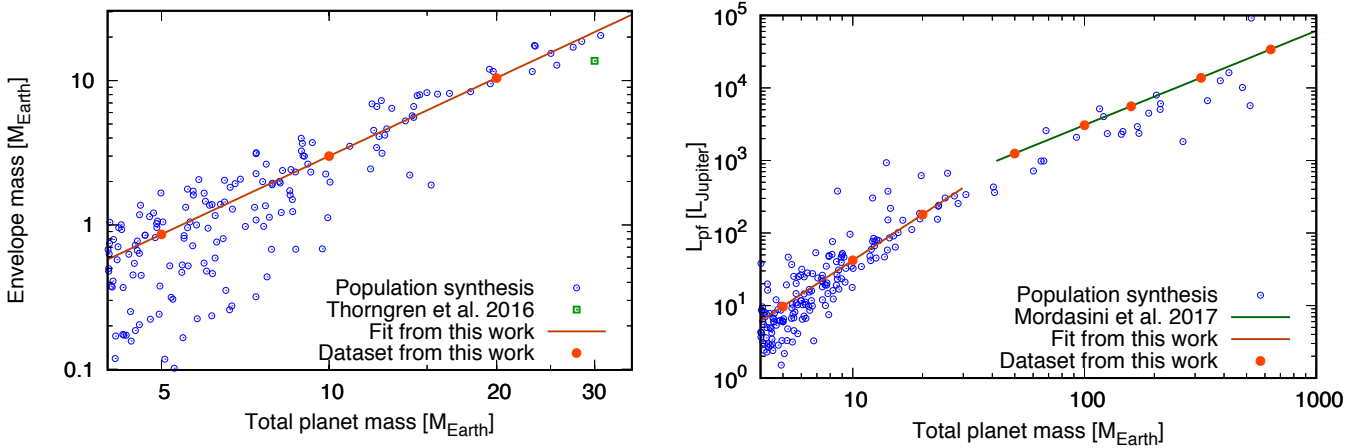 Envelope mass [M_Earth]
10
1
0.1
5
10
20
30
Total planet mass [M_Earth]
Population synthesis
Thorngren et al. 2016
Fit from this work
Dataset from this work
L_pf [L_Jupiter]
10^5
10^4
10^3
10^2
10^1
10^0
10
100
1000
Total planet mass [M_Earth]
Population synthesis
Mordasini et al. 2017
Fit from this work
Dataset from this work